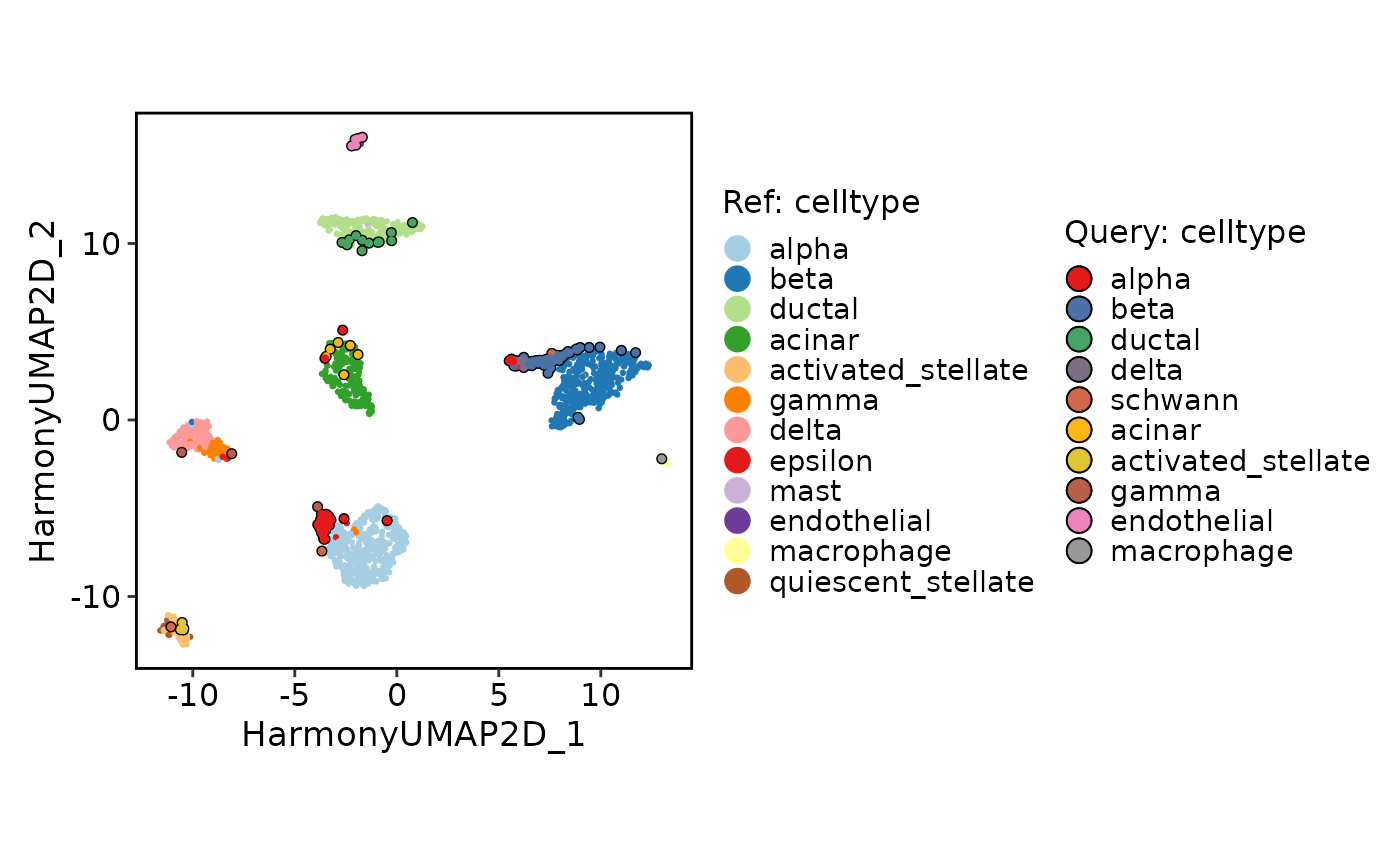 HarmonyUMAP2D_2
10
0
-10
-10
-5
0
5
10
HarmonyUMAP2D_1
Ref: celltype
alpha
beta
ductal
acinar
activated_stellate
gamma
delta
epsilon
mast
endothelial
macrophage
quiescent_stellate
Query: celltype
alpha
beta
ductal
delta
schwann
acinar
activated_stellate
gamma
endothelial
macrophage